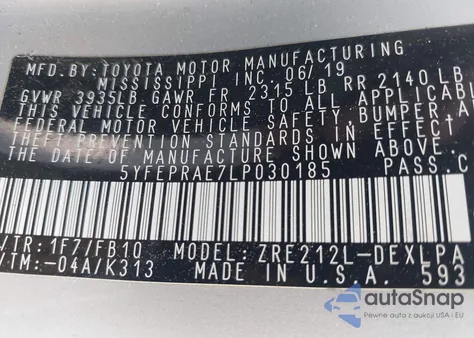 MFD. BY:TOYOTA MOTOR MANUFACTURING
MISSISSIPPI INC. 06/19
GVWR 3935LB GAWR FR 2315 LB RR 2140 LB
THIS VEHICLE CONFORMS TO ALL APPLICABL
FEDERAL MOTOR VEHICLE SAFETY, BUMPER, A
THEFT PREVENTION STANDARDS IN EFFECT
THE DATE OF MANUFACTURE SHOWN ABOVE.
5YFEPRAE7LP030185 PASS.C
/TR:1F7/FB10 MODEL: ZRE212L-DEXLPA
/TM:-04A/K313 MADE IN U.S.A. 593
autoSnap
Pewne auta z aukcji USA i EU